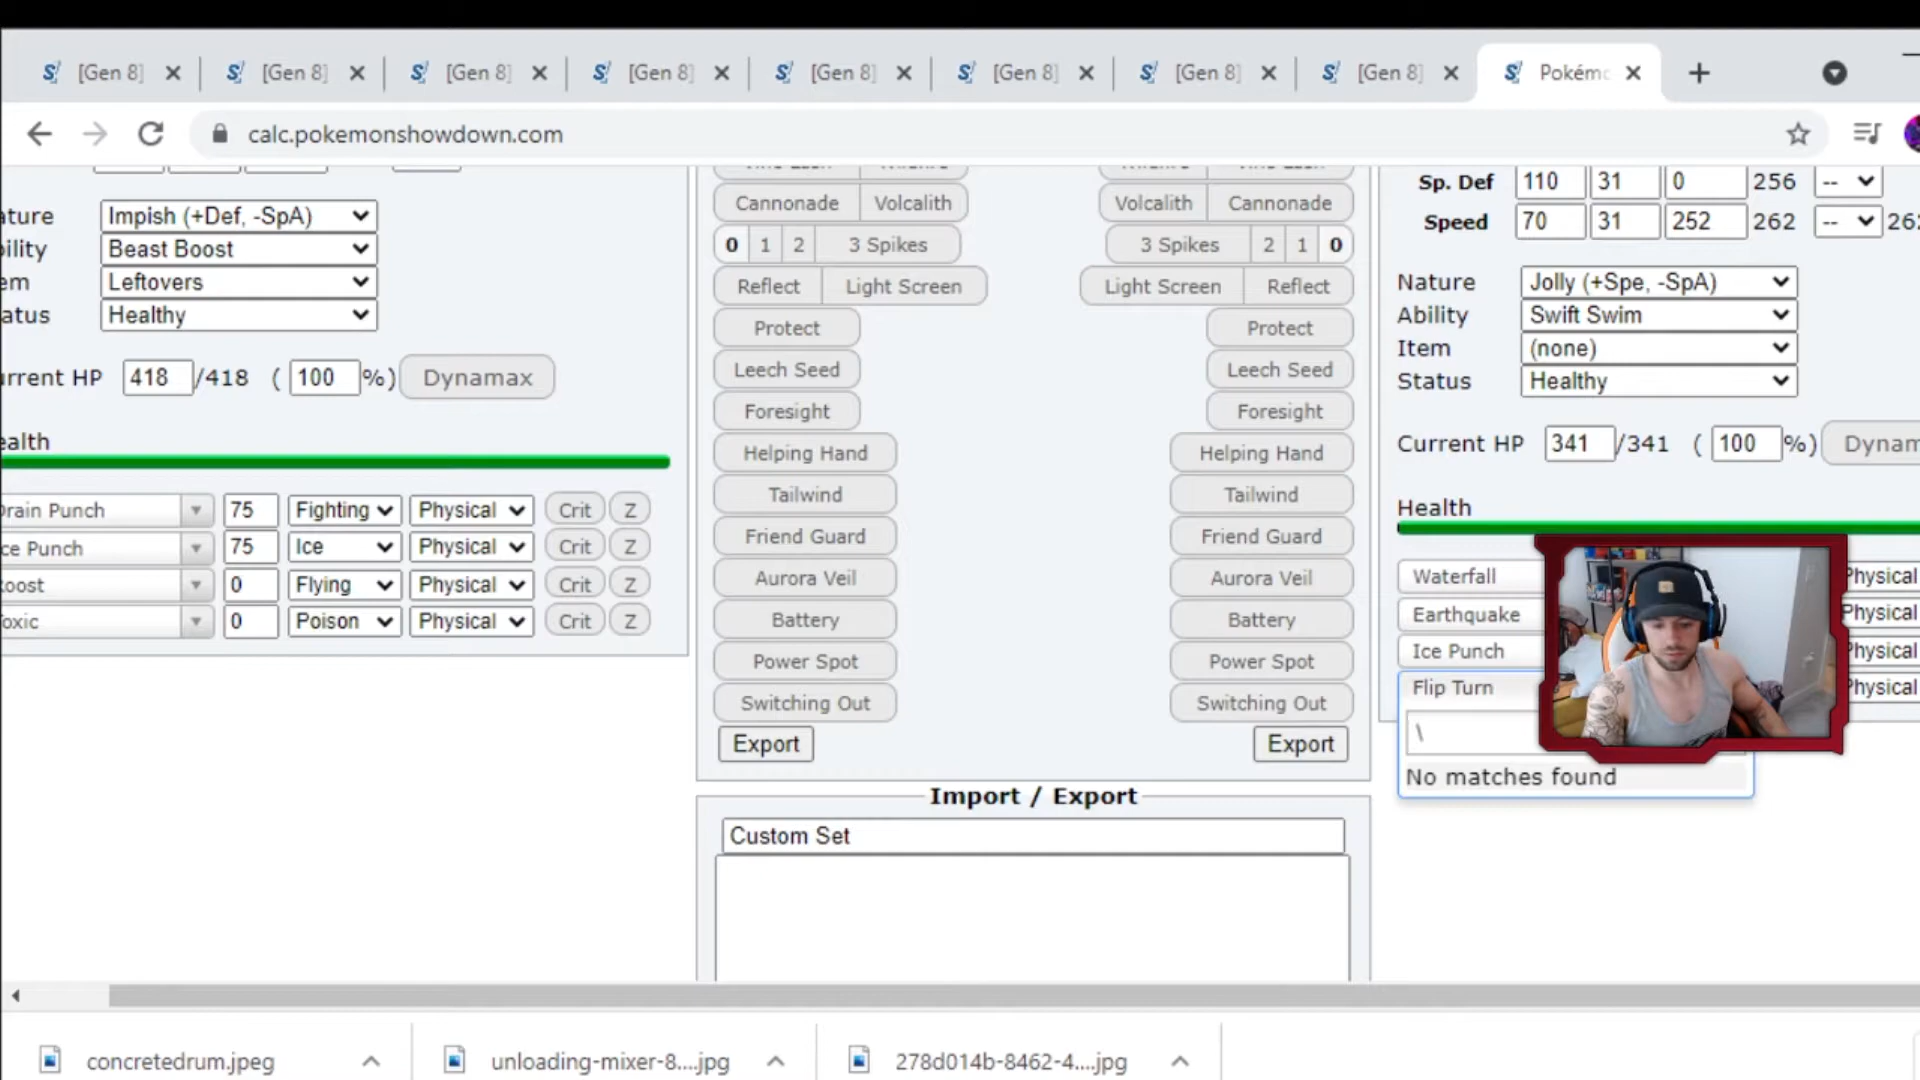 [Gen 8] [Gen 8] [Gen 8] [Gen 8] [Gen 8] [Gen 8] [Gen 8] [Gen 8] Pokémo
calc.pokemonshowdown.com
Sp. Def 110 31 0 256 --
Cannonade Volcalith Volcalith Cannonade
ature Impish (+Def, -SpA)
Speed 70 31 252 262 -- 262
bility Beast Boost
0 1 2 3 Spikes 3 Spikes 2 1 0
em Leftovers
Reflect Light Screen Light Screen Reflect
Nature Jolly (+Spe, -SpA)
atus Healthy
Ability Swift Swim
Protect Protect
Item (none)
Leech Seed Leech Seed
Status Healthy
urrent HP 418 /418 ( 100 %) Dynamax
Foresight Foresight
Current HP 341 /341 ( 100 %) Dynam
ealth
Helping Hand Helping Hand
Tailwind Tailwind
Health
Drain Punch 75 Fighting Physical Crit Z
Friend Guard Friend Guard
ce Punch 75 Ice Physical Crit Z
Aurora Veil Aurora Veil
Waterfall Physical
Roost 0 Flying Physical Crit Z
Battery Battery
Earthquake Physical
oxic 0 Poison Physical Crit Z
Power Spot Power Spot
Ice Punch Physical
Switching Out Switching Out
Flip Turn Physical
Export Export
\
No matches found
Import / Export
Custom Set
concretedrum.jpeg unloading-mixer-8....jpg 278d014b-8462-4....jpg